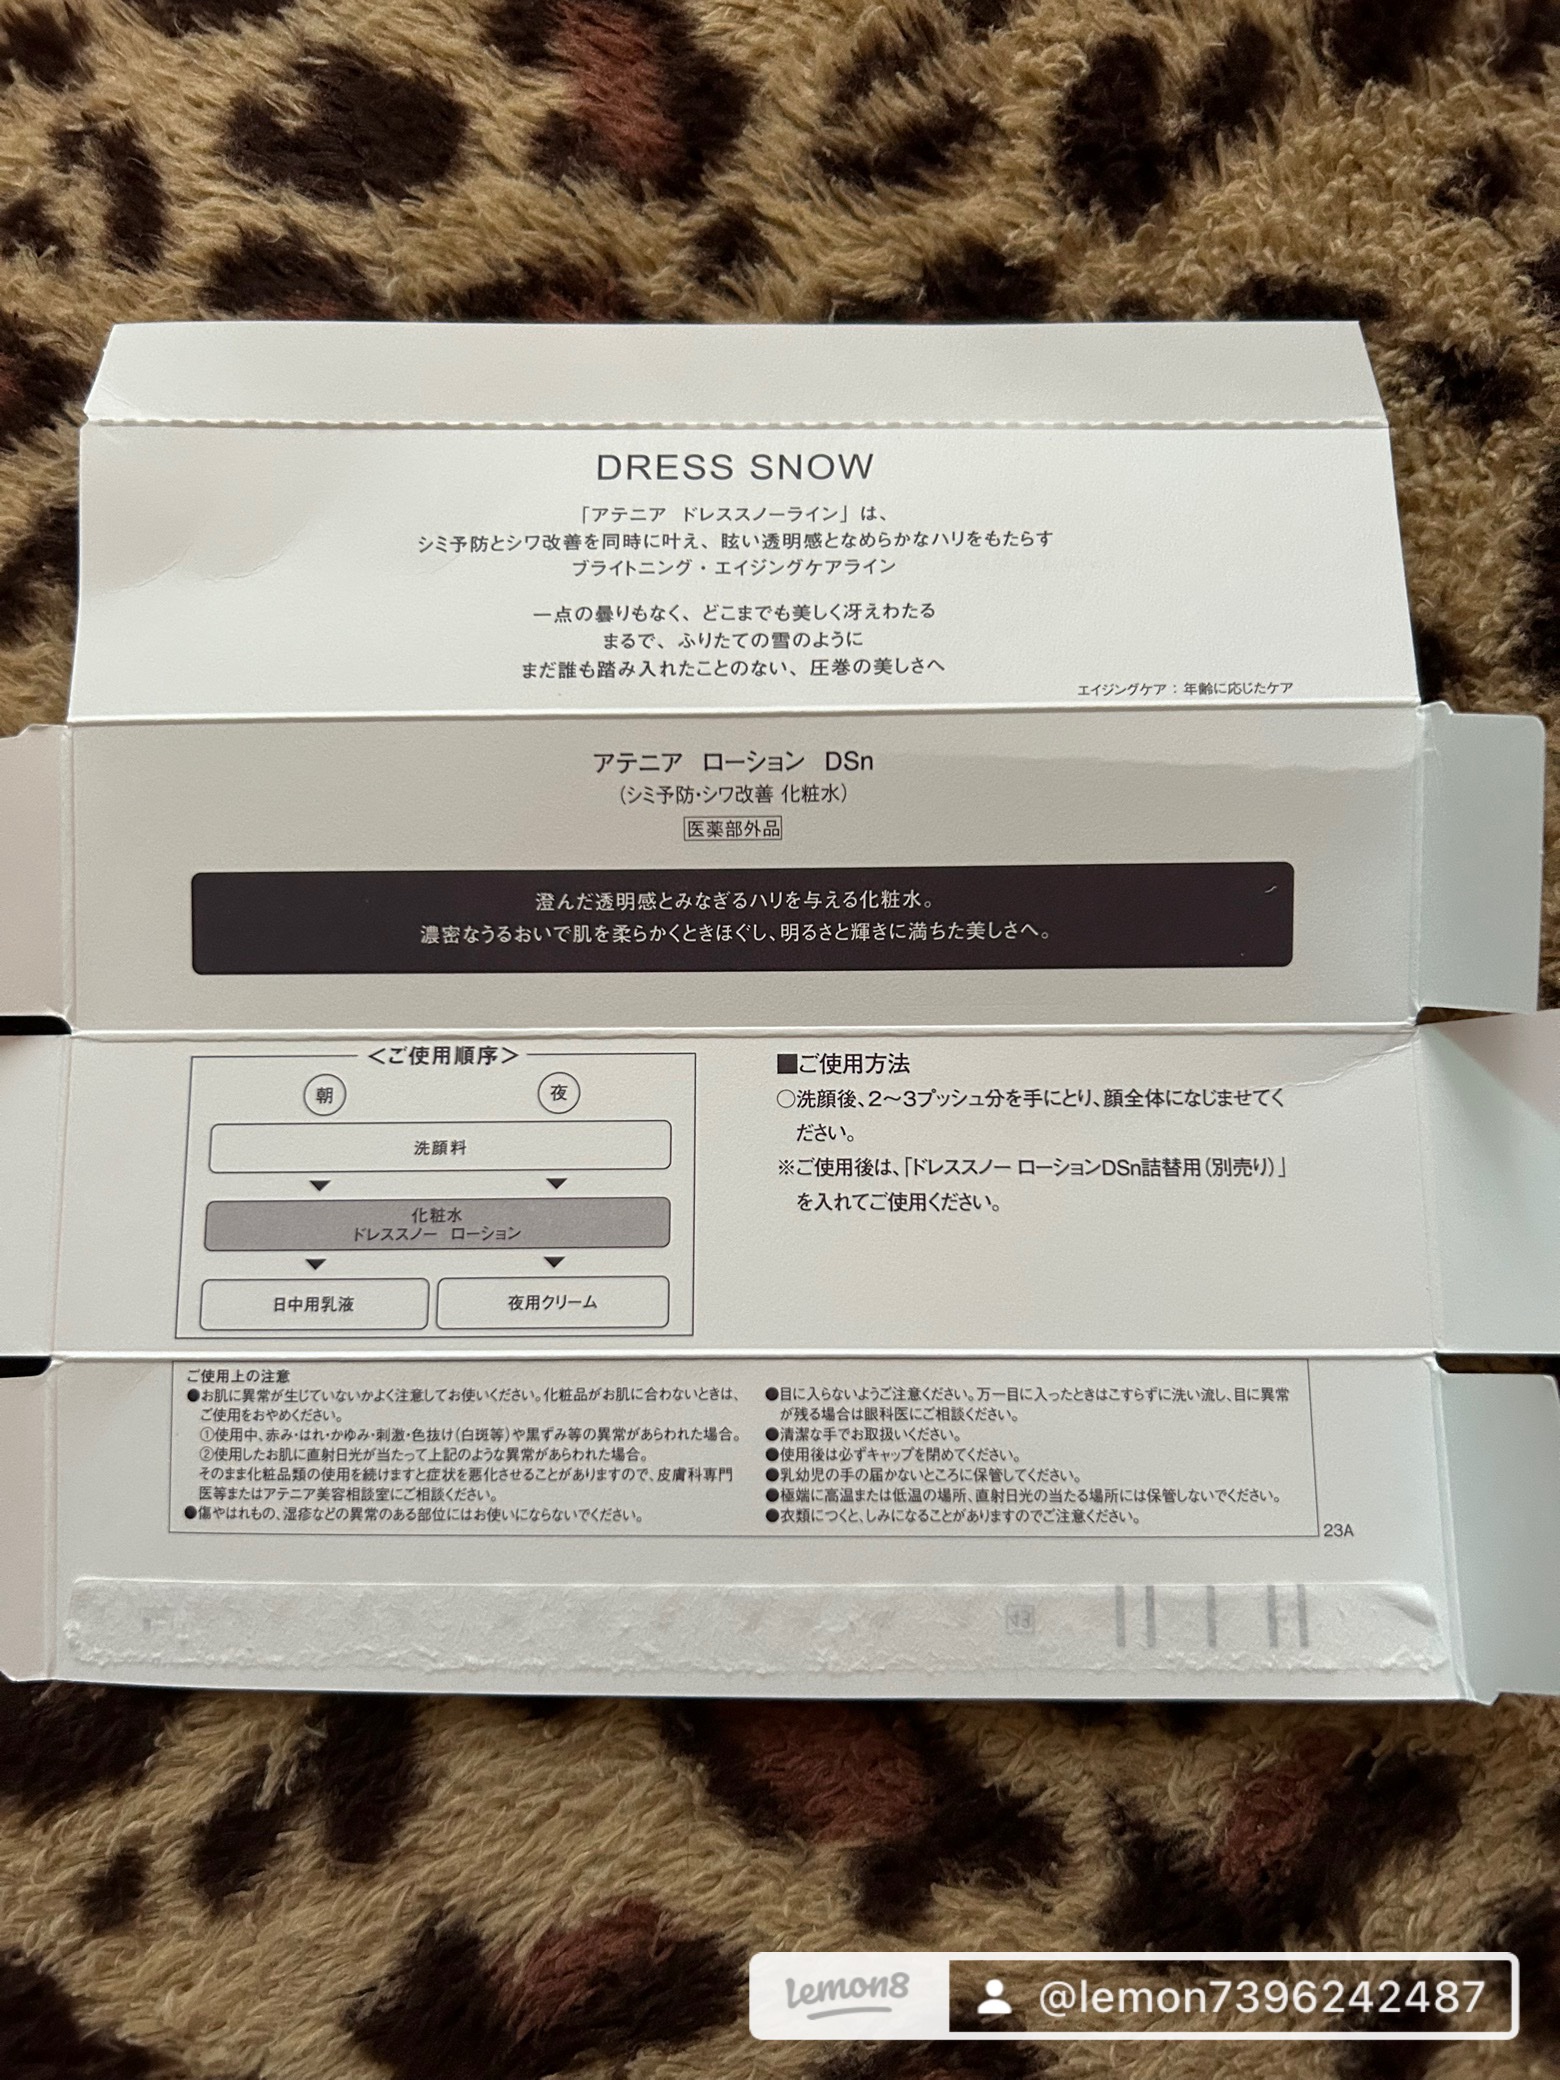 DRESS SNOW
「アテニア ドレススノーライン」は、
シミ予防とシワ改善を同時に叶え、眩い透明感となめらかなハリをもたらす
ブライトニング・エイジングケアライン
一点の曇りもなく、どこまでも美しく冴えわたる
まるで、ふりたての雪のように
まだ誰も踏み入れたことのない、圧巻の美しさへ
エイジングケア：年齢に応じたケア
アテニア ローション DSn
（シミ予防・シワ改善 化粧水）
医薬部外品
澄んだ透明感とみなぎるハリを与える化粧水。
濃密なうるおいで肌を柔らかくときほぐし、明るさと輝きに満ちた美しさへ。
＜ご使用順序＞
朝 夜
洗顔料
化粧水
ドレススノー ローション
日中用乳液 夜用クリーム
■ご使用方法
○洗顔後、2〜3プッシュ分を手にとり、顔全体になじませてく
ださい。
※ご使用後は、「ドレススノー ローションDSn詰替用（別売り）」
を入れてご使用ください。
ご使用上の注意
●お肌に異常が生じていないかよく注意してお使いください。化粧品がお肌に合わないときは、
ご使用をおやめください。
①使用中、赤み・はれ・かゆみ・刺激・色抜け（白斑等）や黒ずみ等の異常があらわれた場合。
②使用したお肌に直射日光が当たって上記のような異常があらわれた場合。
そのまま化粧品類の使用を続けますと症状を悪化させることがありますので、皮膚科専門
医等またはアテニア美容相談室にご相談ください。
●傷やはれもの、湿疹などの異常のある部位にはお使いにならないでください。
●目に入らないようご注意ください。万一目に入ったときはこすらずに洗い流し、目に異常
が残る場合は眼科医にご相談ください。
●清潔な手でお取扱いください。
●使用後は必ずキャップを閉めてください。
●乳幼児の手の届かないところに保管してください。
●極端に高温または低温の場所、直射日光の当たる場所には保管しないでください。
●衣類につくと、しみになることがありますのでご注意ください。
23A
lemon8 @lemon7396242487